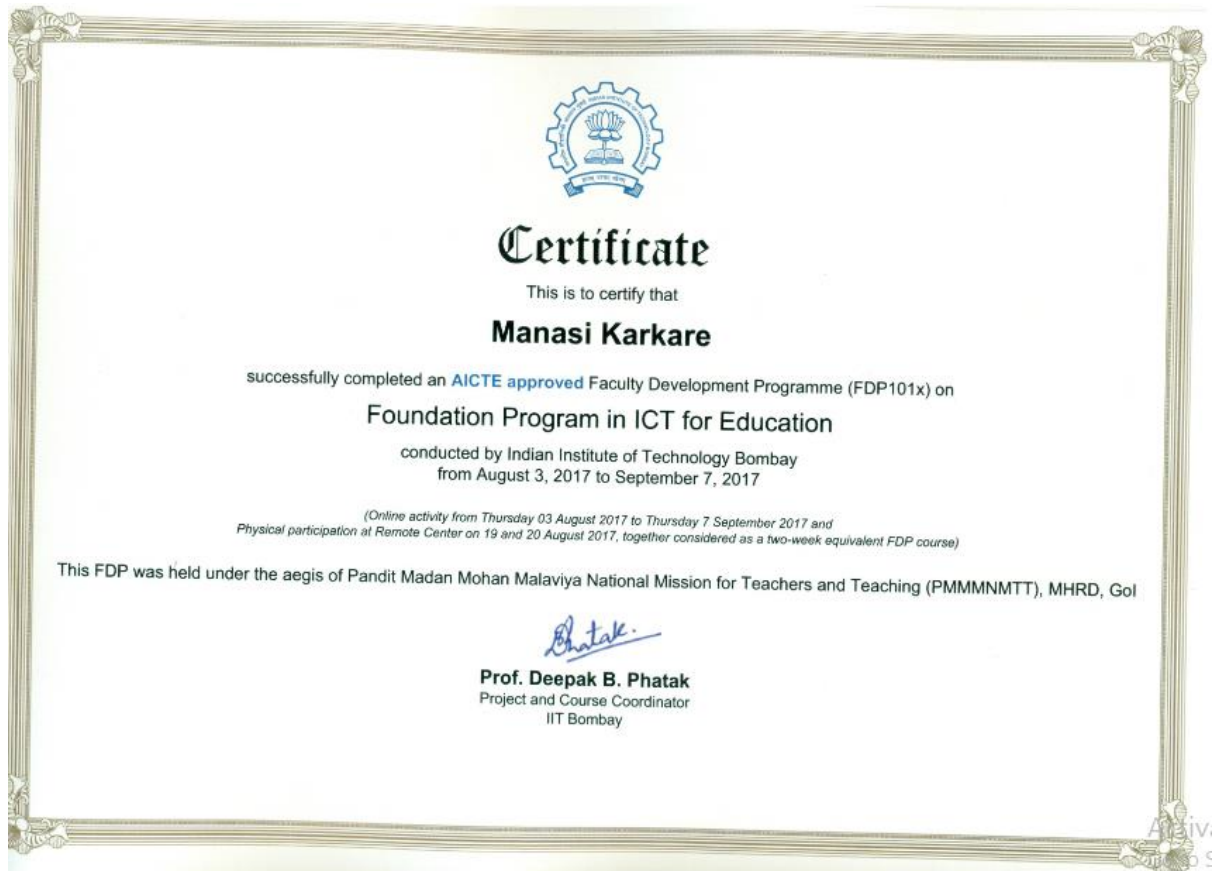 Certificate
This is to certify that
Manasi Karkare
successfully completed an AICTE approved Faculty Development Programme (FDP101x) on
Foundation Program in ICT for Education
conducted by Indian Institute of Technology Bombay
from August 3, 2017 to September 7, 2017
(Online activity from Thursday 03 August 2017 to Thursday 7 September 2017 and
Physical participation at Remote Center on 19 and 20 August 2017, together considered as a two-week equivalent FDP course)
This FDP was held under the aegis of Pandit Madan Mohan Malaviya National Mission for Teachers and Teaching (PMMMNMTT), MHRD, GoI
Phatak.
Prof. Deepak B. Phatak
Project and Course Coordinator
IIT Bombay